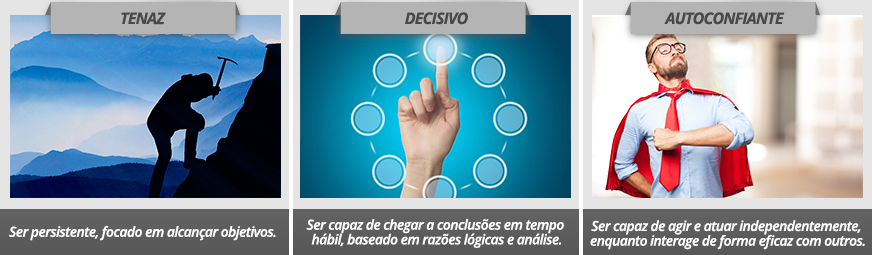 TENAZ
DECISIVO
AUTOCONFIANTE
Ser persistente, focado em alcançar objetivos.
Ser capaz de chegar a conclusões em tempo
hábil, baseado em razões lógicas e análise.
Ser capaz de agir e atuar independentemente,
enquanto interage de forma eficaz com outros.